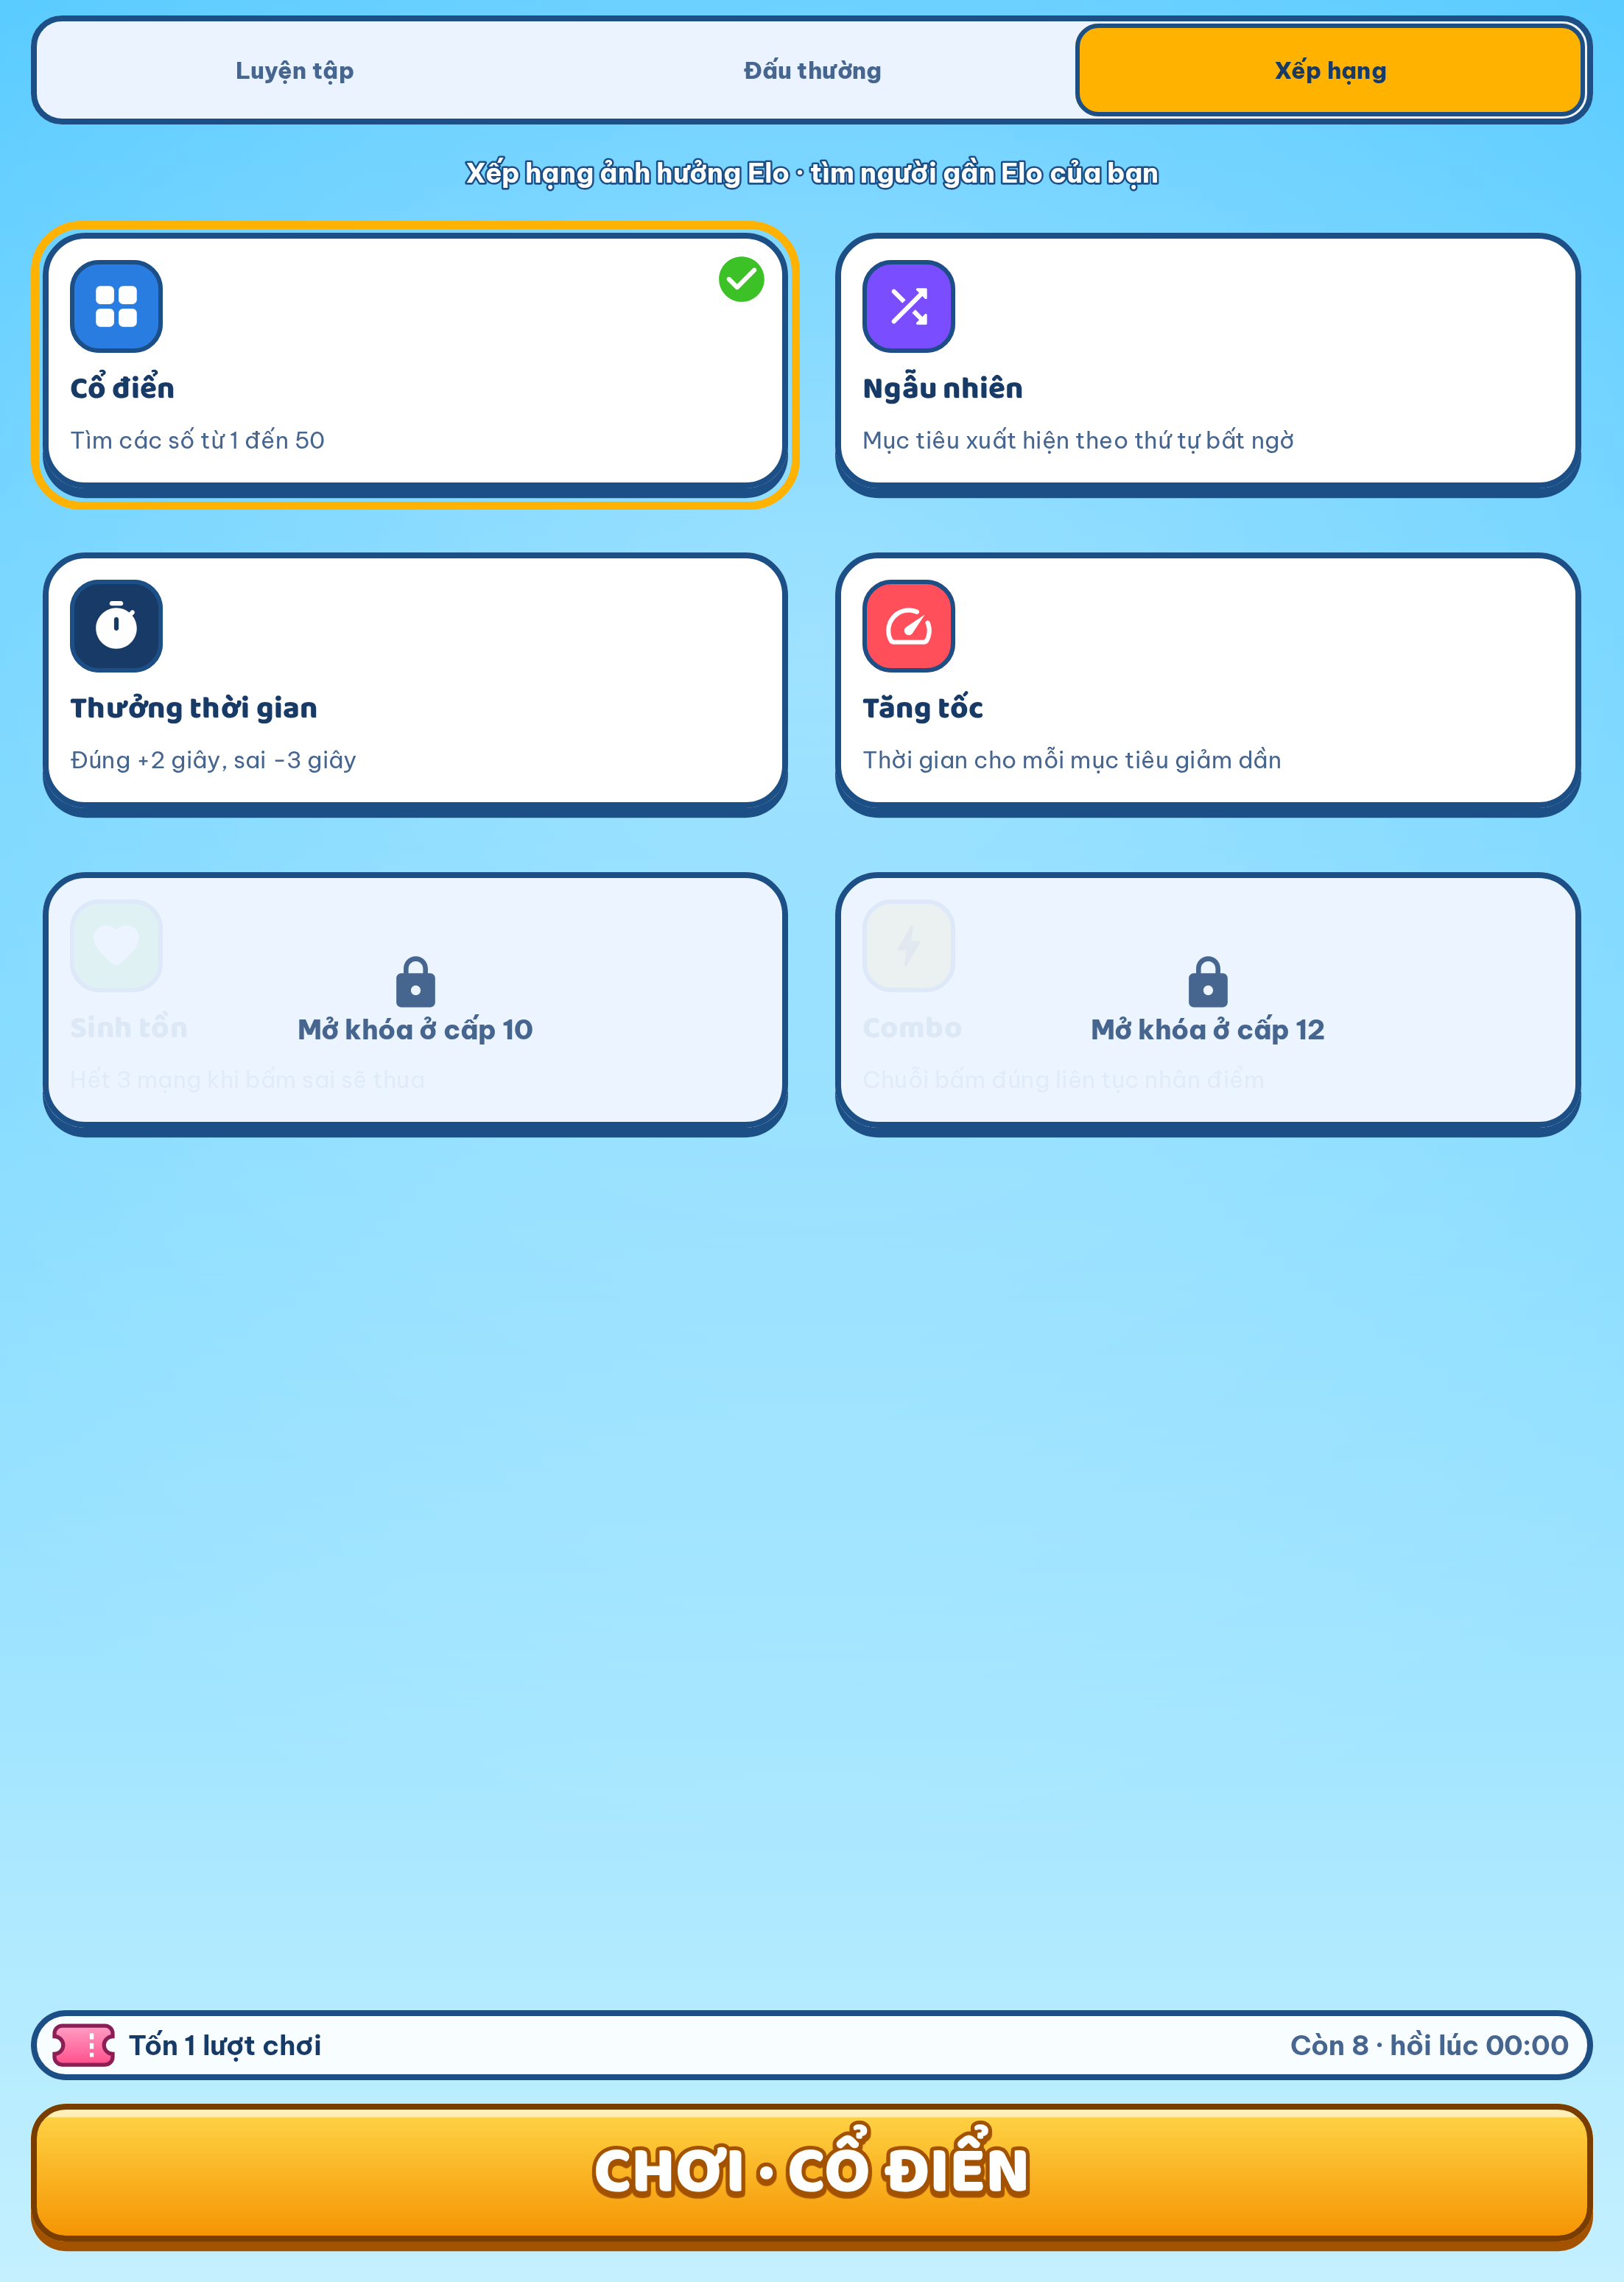 Luyện tập
Đấu thường
Xếp hạng
Xếp hạng ảnh hưởng Elo · tìm người gần Elo của bạn
Cổ điển
Tìm các số từ 1 đến 50
Ngẫu nhiên
Mục tiêu xuất hiện theo thứ tự bất ngờ
Thưởng thời gian
Đúng +2 giây, sai -3 giây
Tăng tốc
Thời gian cho mỗi mục tiêu giảm dần
Sinh tồn
Mở khóa ở cấp 10
Hết 3 mạng khi bấm sai sẽ thua
Combo
Mở khóa ở cấp 12
Chuỗi bấm đúng liên tục nhân điểm
Tốn 1 lượt chơi
Còn 8 · hồi lúc 00:00
CHƠI · CỔ ĐIỂN